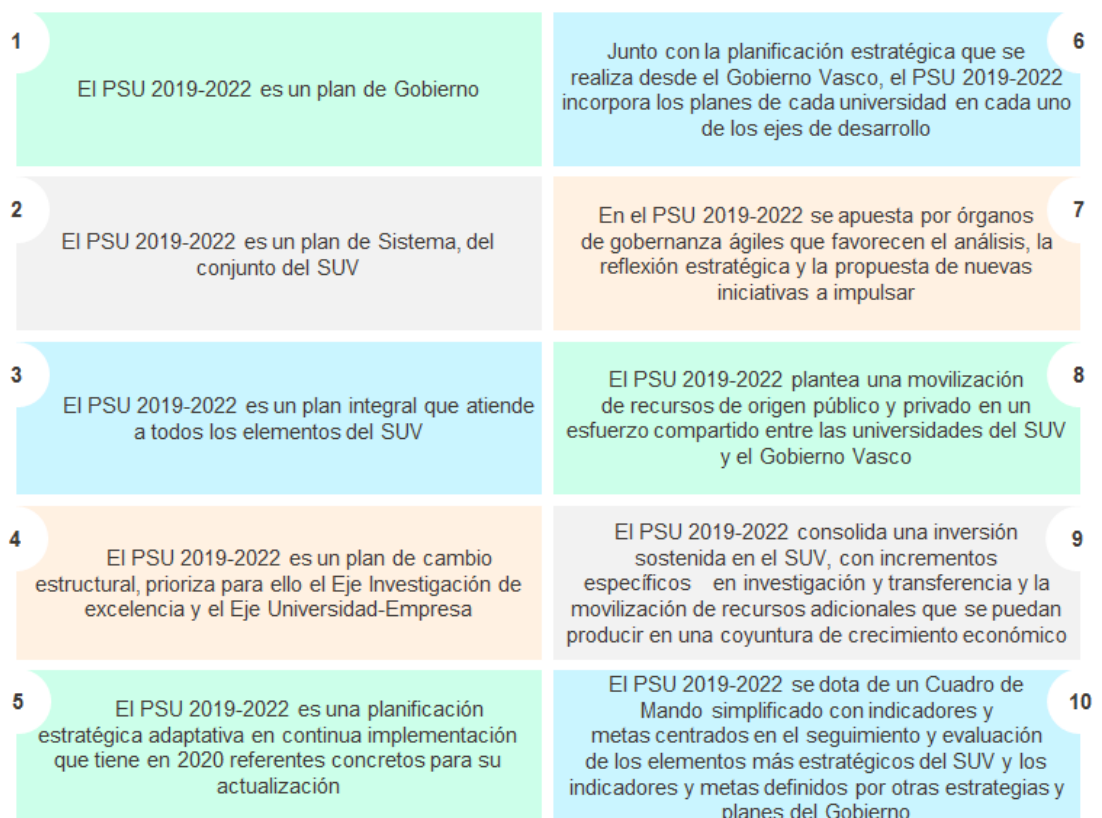 1
El PSU 2019-2022 es un plan de Gobierno
2
El PSU 2019-2022 es un plan de Sistema, del
conjunto del SUV
3
El PSU 2019-2022 es un plan integral que atiende
a todos los elementos del SUV
4
El PSU 2019-2022 es un plan de cambio
estructural, prioriza para ello el Eje Investigación de
excelencia y el Eje Universidad-Empresa
5
El PSU 2019-2022 es una planificación
estratégica adaptativa en continua implementación
que tiene en 2020 referentes concretos para su
actualización
6
Junto con la planificación estratégica que se
realiza desde el Gobierno Vasco, el PSU 2019-2022
incorpora los planes de cada universidad en cada uno
de los ejes de desarrollo
7
En el PSU 2019-2022 se apuesta por órganos
de gobernanza ágiles que favorecen el análisis, la
reflexión estratégica y la propuesta de nuevas
iniciativas a impulsar
8
El PSU 2019-2022 plantea una movilización
de recursos de origen público y privado en un
esfuerzo compartido entre las universidades del SUV
y el Gobierno Vasco
9
El PSU 2019-2022 consolida una inversión
sostenida en el SUV, con incrementos
específicos en investigación y transferencia y la
movilización de recursos adicionales que se puedan
producir en una coyuntura de crecimiento económico
10
El PSU 2019-2022 se dota de un Cuadro de
Mando simplificado con indicadores y
metas centrados en el seguimiento y evaluación
de los elementos más estratégicos del SUV y los
indicadores y metas definidos por otras estrategias y
planes del Gobierno